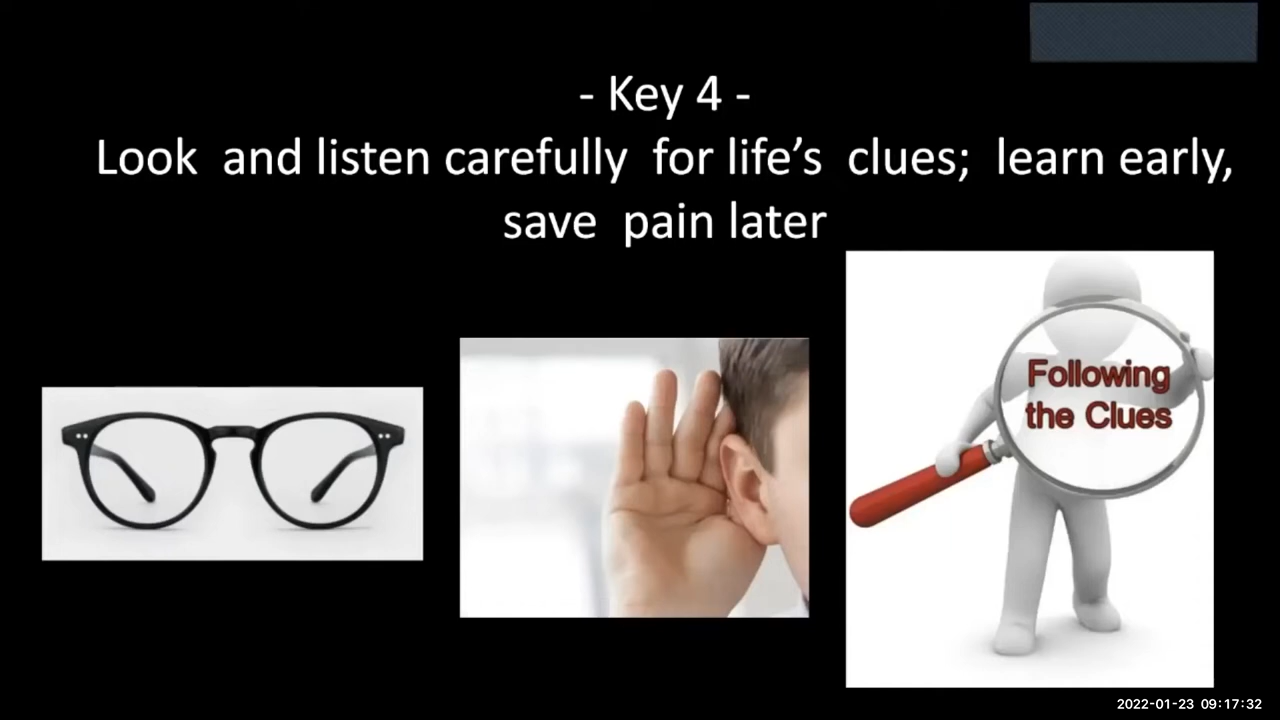 - Key 4 -
Look and listen carefully for life’s clues; learn early,
save pain later
Following
the Clues
2022-01-23 09:17:32